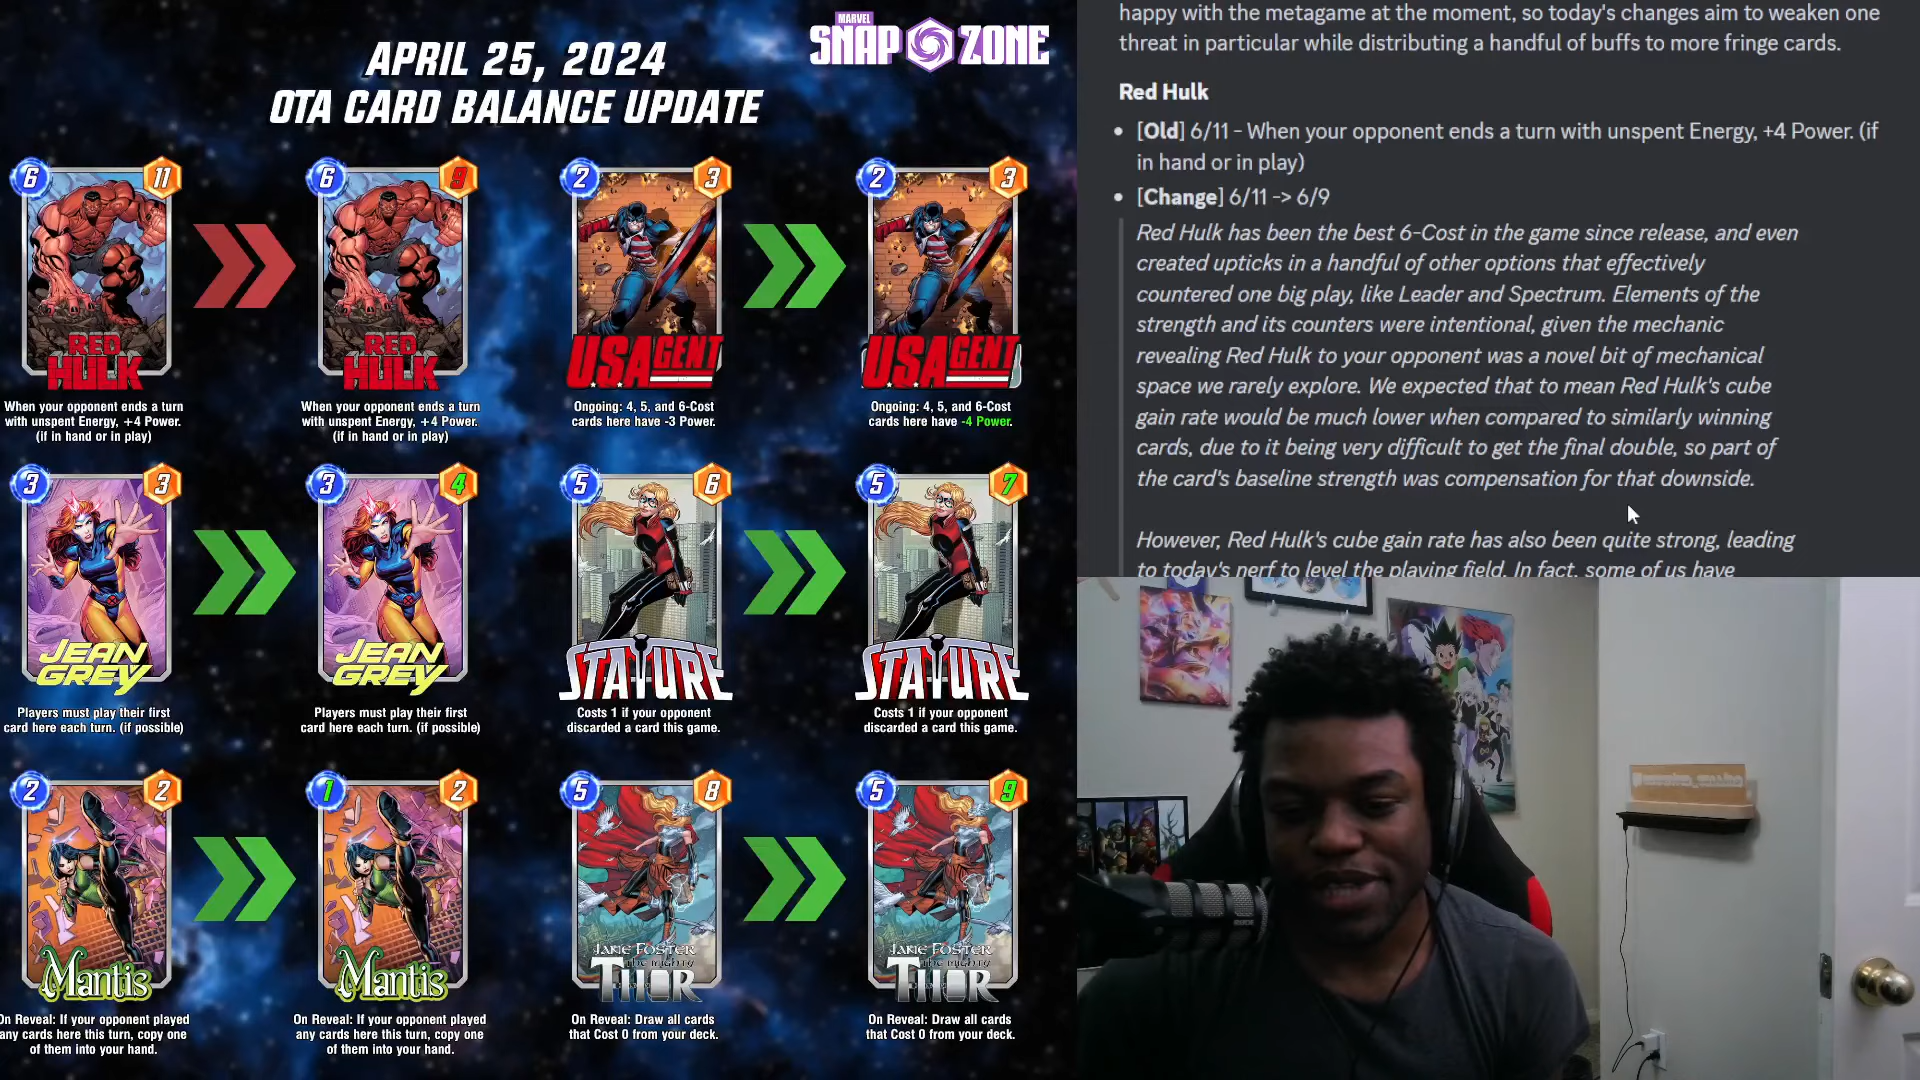 APRIL 25, 2024
OTA CARD BALANCE UPDATE
MARVEL
SNAP ZONE
6
11
RED
HULK
When your opponent ends a turn
with unspent Energy, +4 Power.
(if in hand or in play)
6
9
RED
HULK
When your opponent ends a turn
with unspent Energy, +4 Power.
(if in hand or in play)
2
3
USAGENT
Ongoing: 4, 5, and 6-Cost
cards here have -3 Power.
2
3
USAGENT
Ongoing: 4, 5, and 6-Cost
cards here have -4 Power.
3
3
JEAN
GREY
Players must play their first
card here each turn. (if possible)
3
4
JEAN
GREY
Players must play their first
card here each turn. (if possible)
5
6
STATURE
Costs 1 if your opponent
discarded a card this game.
5
7
STATURE
Costs 1 if your opponent
discarded a card this game.
2
2
Mantis
On Reveal: If your opponent played
any cards here this turn, copy one
of them into your hand.
1
2
Mantis
On Reveal: If your opponent played
any cards here this turn, copy one
of them into your hand.
5
8
JANE FOSTER
the mighty
THOR
On Reveal: Draw all cards
that Cost 0 from your deck.
5
9
JANE FOSTER
the mighty
THOR
On Reveal: Draw all cards
that Cost 0 from your deck.
happy with the metagame at the moment, so today's changes aim to weaken one
threat in particular while distributing a handful of buffs to more fringe cards.
Red Hulk
• [Old] 6/11 - When your opponent ends a turn with unspent Energy, +4 Power. (if
in hand or in play)
• [Change] 6/11 -> 6/9
Red Hulk has been the best 6-Cost in the game since release, and even
created upticks in a handful of other options that effectively
countered one big play, like Leader and Spectrum. Elements of the
strength and its counters were intentional, given the mechanic
revealing Red Hulk to your opponent was a novel bit of mechanical
space we rarely explore. We expected that to mean Red Hulk's cube
gain rate would be much lower when compared to similarly winning
cards, due to it being very difficult to get the final double, so part of
the card's baseline strength was compensation for that downside.
However, Red Hulk's cube gain rate has also been quite strong, leading
to today's nerf to level the playing field. In fact, some of us have